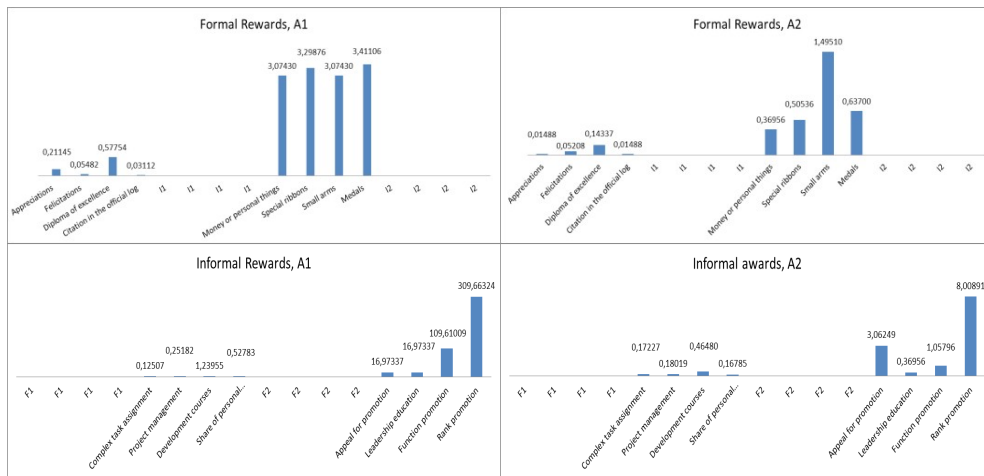 Formal Rewards, A1
0,21145
0,05482
0,57754
0,03112
3,07430
3,29876
3,07430
3,41106
Appreciations
Felicitations
Diploma of excellence
Citation in the official log
I1
I1
I1
I1
Money or personal things
Special ribbons
Small arms
Medals
I2
I2
I2
I2
Formal Rewards, A2
0,01488
0,05208
0,14337
0,01488
0,36956
0,50536
1,49510
0,63700
Appreciations
Felicitations
Diploma of excellence
Citation in the official log
I1
I1
I1
I1
Money or personal things
Special ribbons
Small arms
Medals
I2
I2
I2
I2
Informal Rewards, A1
0,12507
0,25182
1,23955
0,52783
16,97337
16,97337
109,61009
309,66324
F1
F1
F1
F1
Complex task assignment
Project management
Development courses
Share of personal...
F2
F2
F2
F2
Appeal for promotion
Leadership education
Function promotion
Rank promotion
Informal awards, A2
0,17227
0,18019
0,46480
0,16785
3,06249
0,36956
1,05796
8,00891
F1
F1
F1
F1
Complex task assignment
Project management
Development courses
Share of personal...
F2
F2
F2
F2
Appeal for promotion
Leadership education
Function promotion
Rank promotion